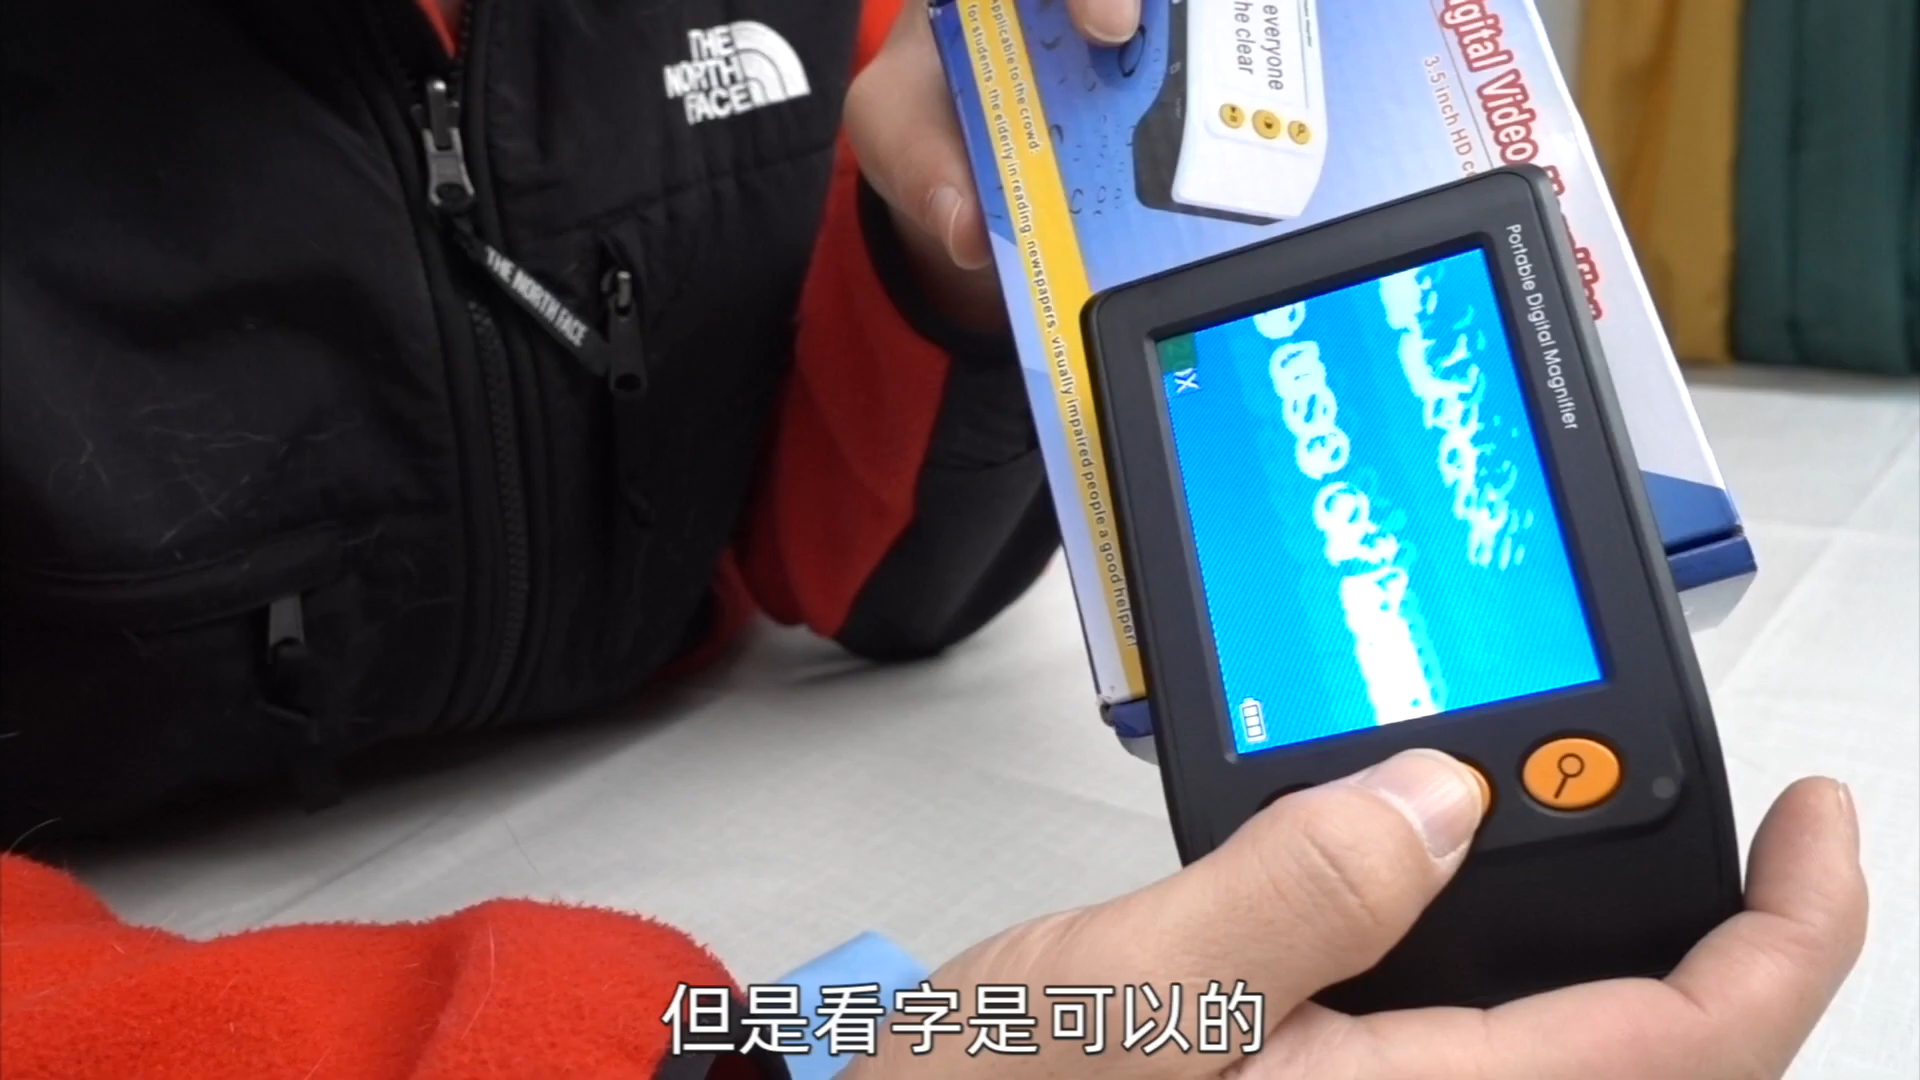 THE
NORTH
FACE
THE NORTH FACE
everyone
he clear
gital Video
3.5 inch HD
Applicable to the crowd:
for students, the elderly in reading newspapers, visually impaired people a good helper!
Portable Digital Magnifier
但是看字是可以的